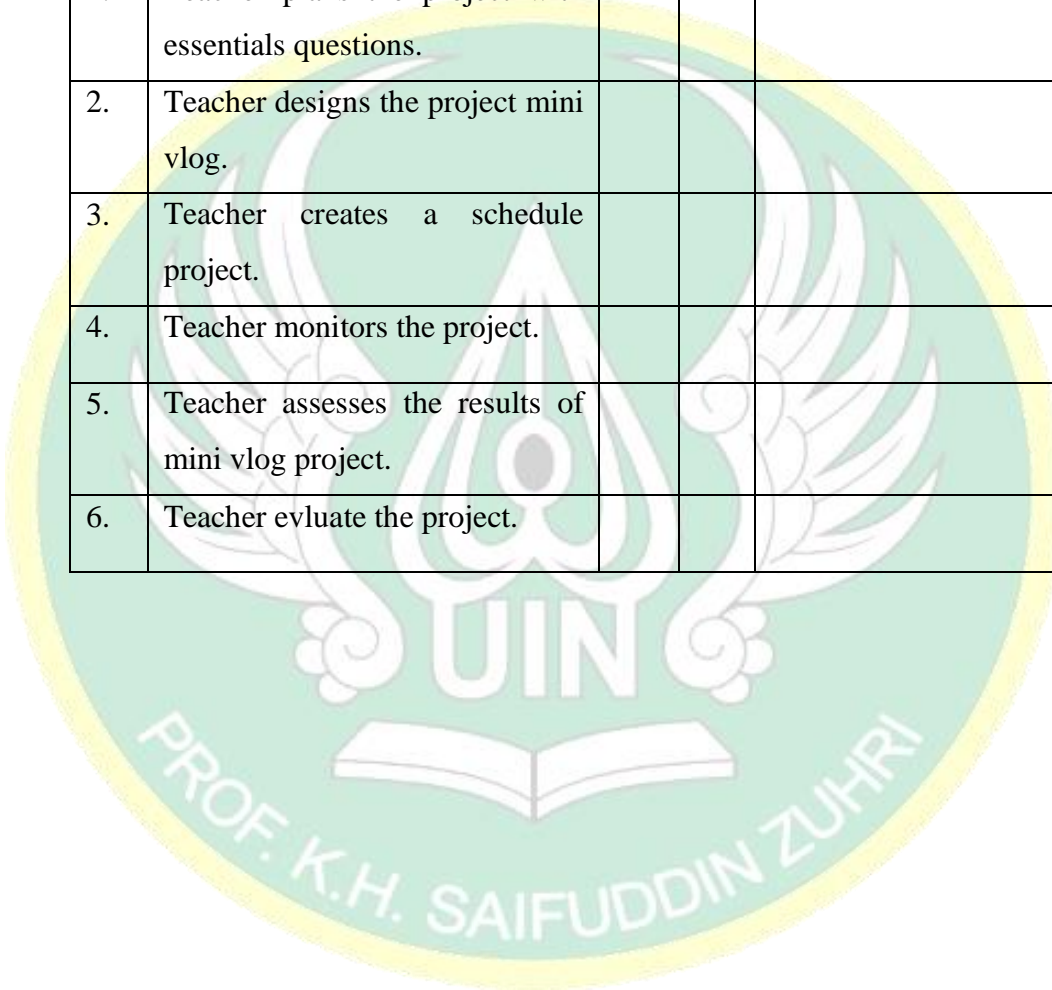 essentials questions.
2. Teacher designs the project mini
vlog.
3. Teacher creates a schedule
project.
4. Teacher monitors the project.
5. Teacher assesses the results of
mini vlog project.
6. Teacher evluate the project.
UIN
PROF. K.H. SAIFUDDIN ZUHRI